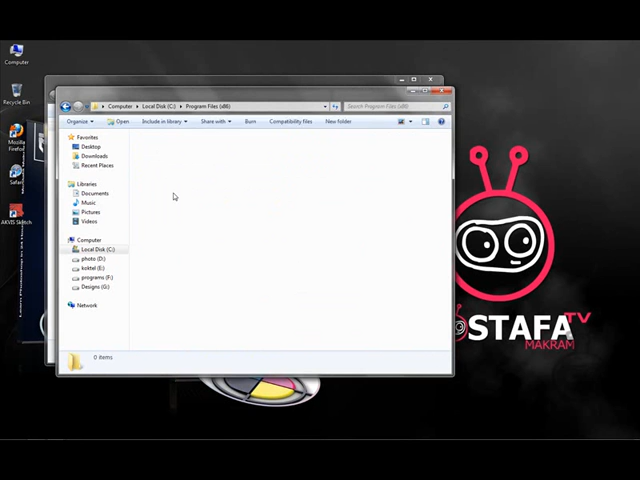 Computer
Recycle Bin
Mozilla
Firefox
Safari
AKVIS Sketch
Computer Local Disk (C:) Program Files (x86)
Search Program Files (x86)
Organize Open Include in library Share with Burn Compatibility files New folder
Favorites
Desktop
Downloads
Recent Places
Libraries
Documents
Music
Pictures
Videos
Computer
Local Disk (C:)
photo (D:)
koktel (E:)
programs (F:)
Designs (G:)
Network
0 items
STAFA TV
MAKRAM